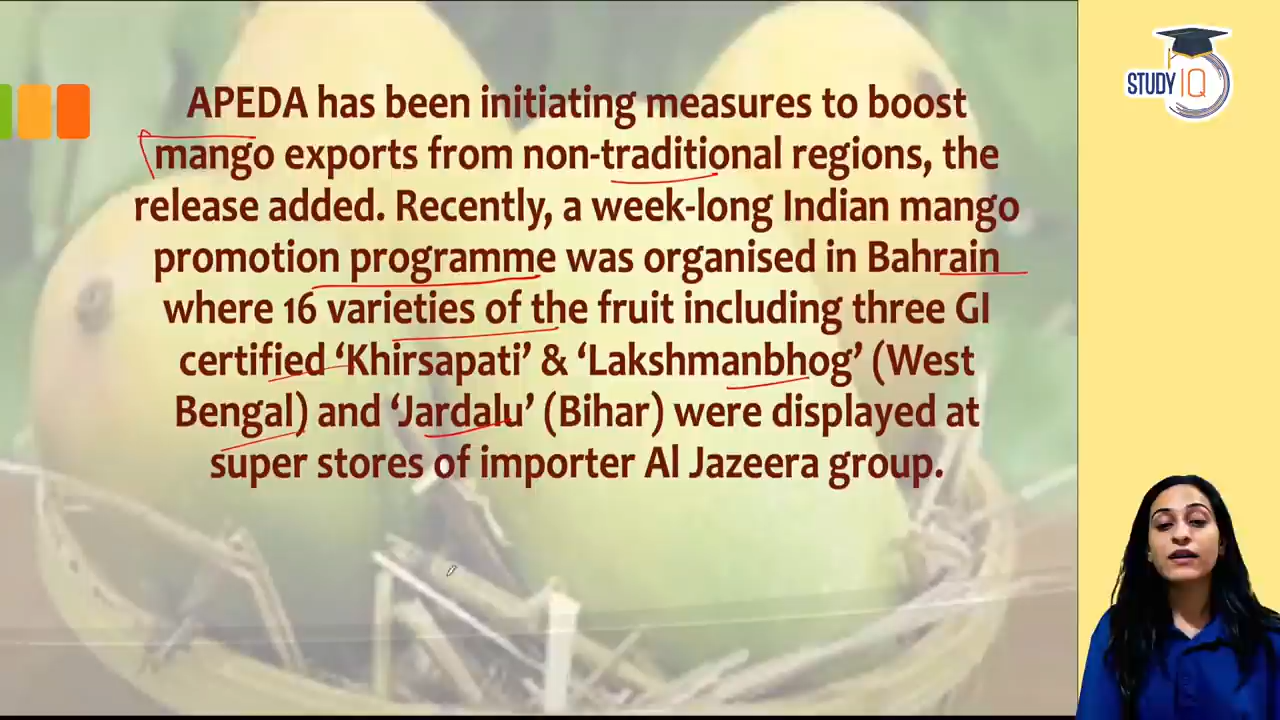 APEDA has been initiating measures to boost
mango exports from non-traditional regions, the
release added. Recently, a week-long Indian mango
promotion programme was organised in Bahrain
where 16 varieties of the fruit including three GI
certified ‘Khirsapati’ & ‘Lakshmanbhog’ (West
Bengal) and ‘Jardalu’ (Bihar) were displayed at
super stores of importer Al Jazeera group.
STUDY IQ